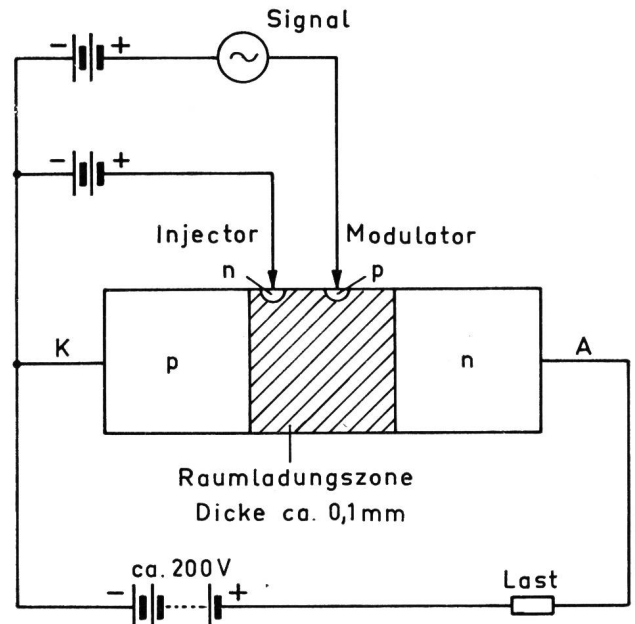 Signal
- +
- +
Injector Modulator
n p
K p n A
Raumladungszone
Dicke ca. 0,1mm
ca. 200V
- +
Last